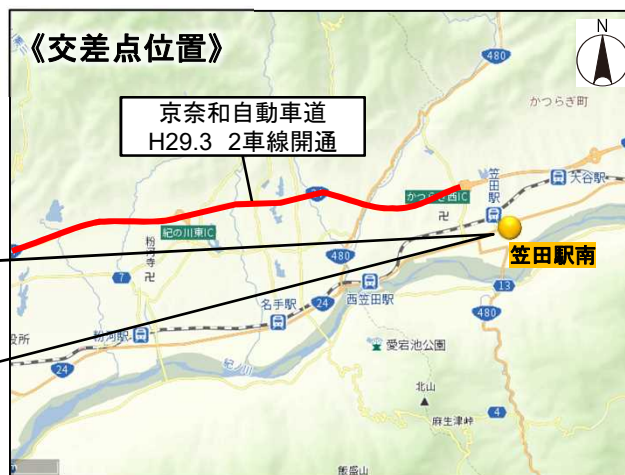 《交差点位置》
N
480
かつらぎ町
京奈和自動車道
H29.3 2車線開通
笠田駅
大谷駅
かつらぎ西IC
卍
紀の川東IC
笠田駅南
粉河寺
卍
7
480
24
13
西笠田駅
名手駅
480
役所
粉河駅
愛宕池公園
紀ノ川
24
北山
4
麻生津峠
飯盛山